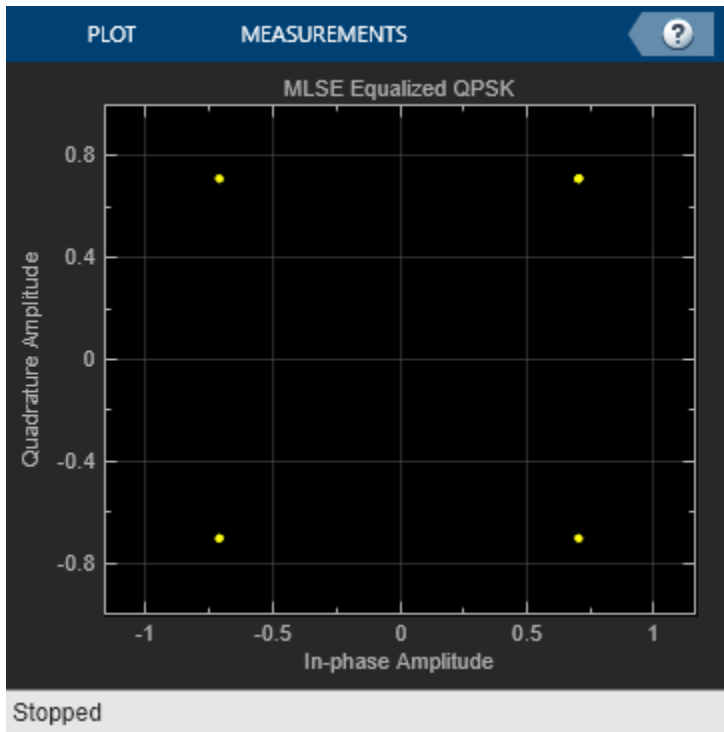 PLOT MEASUREMENTS ?
MLSE Equalized QPSK
0.8
0.4
0
-0.4
-0.8
Quadrature Amplitude
-1 -0.5 0 0.5 1
In-phase Amplitude
Stopped